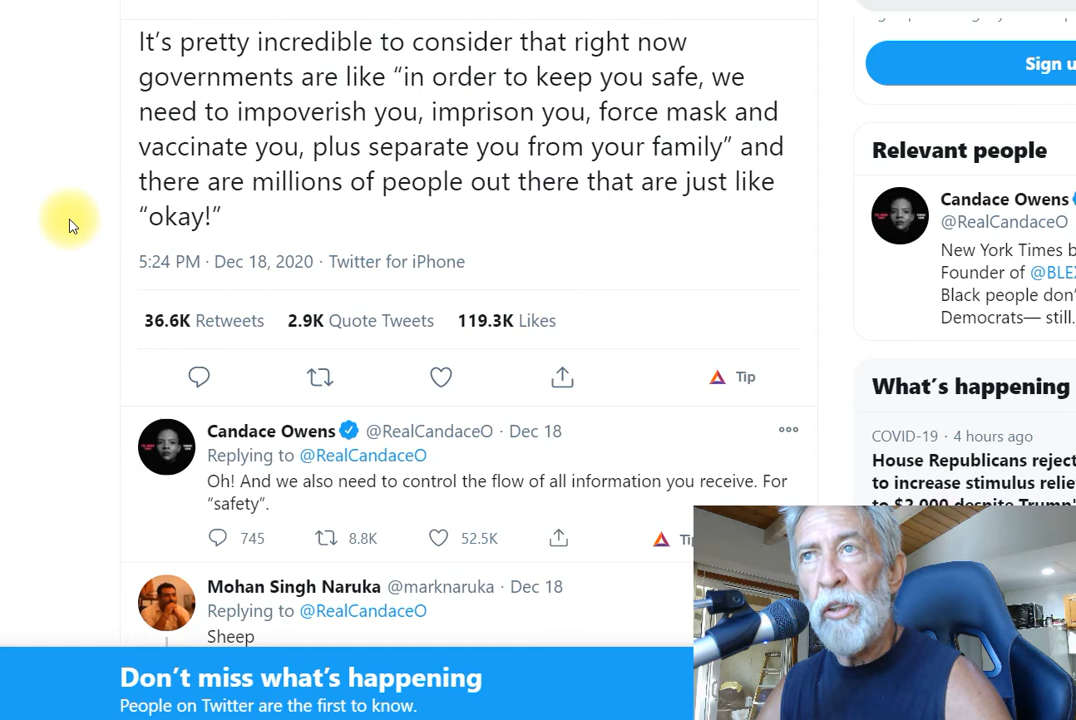 It's pretty incredible to consider that right now
governments are like “in order to keep you safe, we
need to impoverish you, imprison you, force mask and
vaccinate you, plus separate you from your family” and
there are millions of people out there that are just like
“okay!”
5:24 PM · Dec 18, 2020 · Twitter for iPhone
36.6K Retweets 2.9K Quote Tweets 119.3K Likes
Tip
Candace Owens @RealCandaceO · Dec 18
Replying to @RealCandaceO
Oh! And we also need to control the flow of all information you receive. For
“safety”.
745 8.8K 52.5K
Mohan Singh Naruka @marknaruka · Dec 18
Replying to @RealCandaceO
Sheep
Don’t miss what’s happening
People on Twitter are the first to know.
Sign
Relevant people
Candace Owens
@RealCandaceO
New York Times
Founder of
Black people don’
Democrats— still.
What’s happening
COVID-19 · 4 hours ago
House Republicans
to increase stimulus
to $2,000 despite Trump's